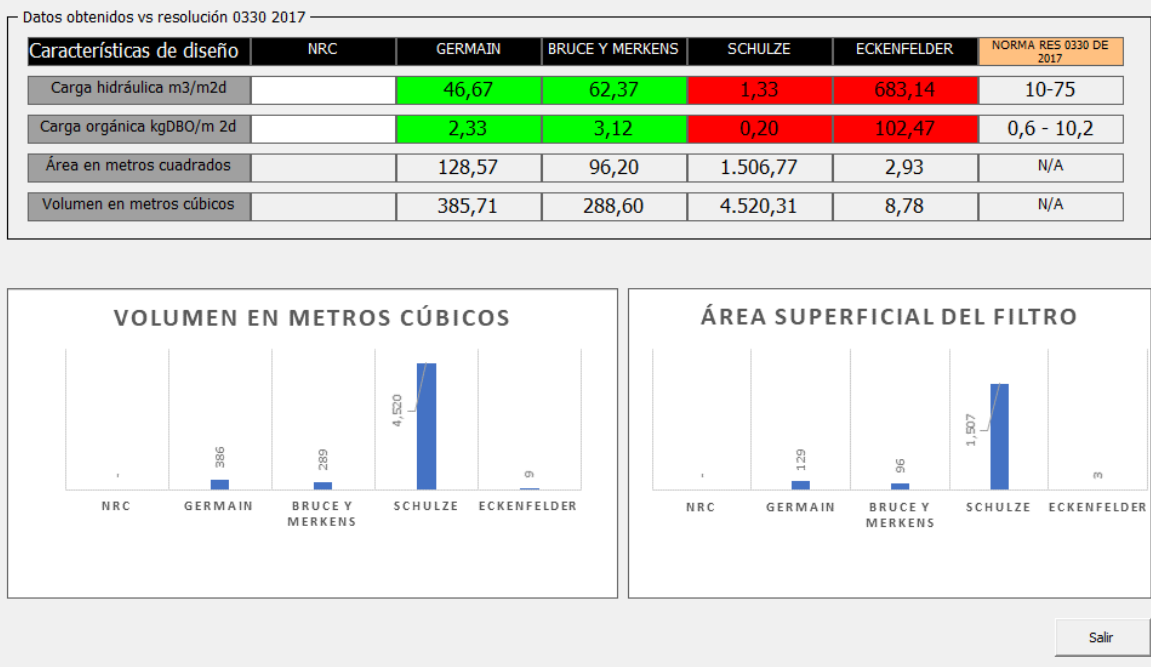 Datos obtenidos vs resolución 0330 2017
Características de diseño NRC GERMAIN BRUCE Y MERKENS SCHULZE ECKENFELDER NORMA RES 0330 DE
2017
Carga hidráulica m3/m2d 46,67 62,37 1,33 683,14 10-75
Carga orgánica kgDBO/m 2d 2,33 3,12 0,20 102,47 0,6 - 10,2
Área en metros cuadrados 128,57 96,20 1.506,77 2,93 N/A
Volumen en metros cúbicos 385,71 288,60 4.520,31 8,78 N/A
VOLUMEN EN METROS CÚBICOS
- 386 289 4,520 9
NRC GERMAIN BRUCE Y SCHULZE ECKENFELDER
MERKENS
ÁREA SUPERFICIAL DEL FILTRO
- 129 96 1,507 3
NRC GERMAIN BRUCE Y SCHULZE ECKENFELDER
MERKENS
Salir